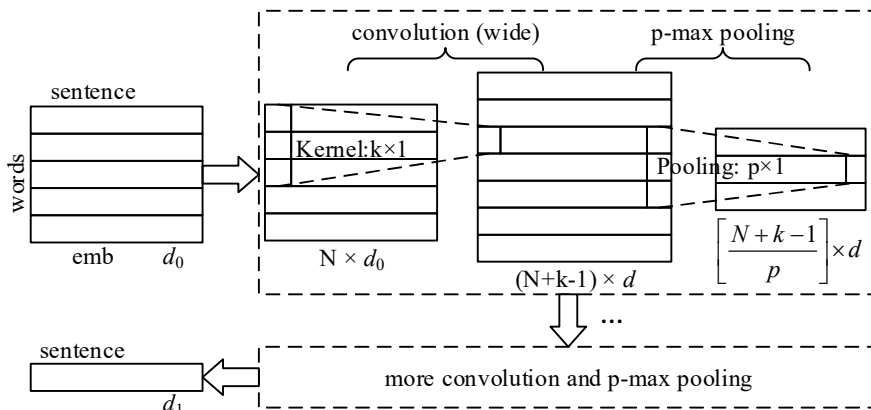 convolution (wide)
p-max pooling
sentence
words
emb
d₀
Kernel:k×1
N × d₀
(N+k-1) × d
Pooling: p×1
[(N + k −1)/p] × d
...
sentence
d₁
more convolution and p-max pooling